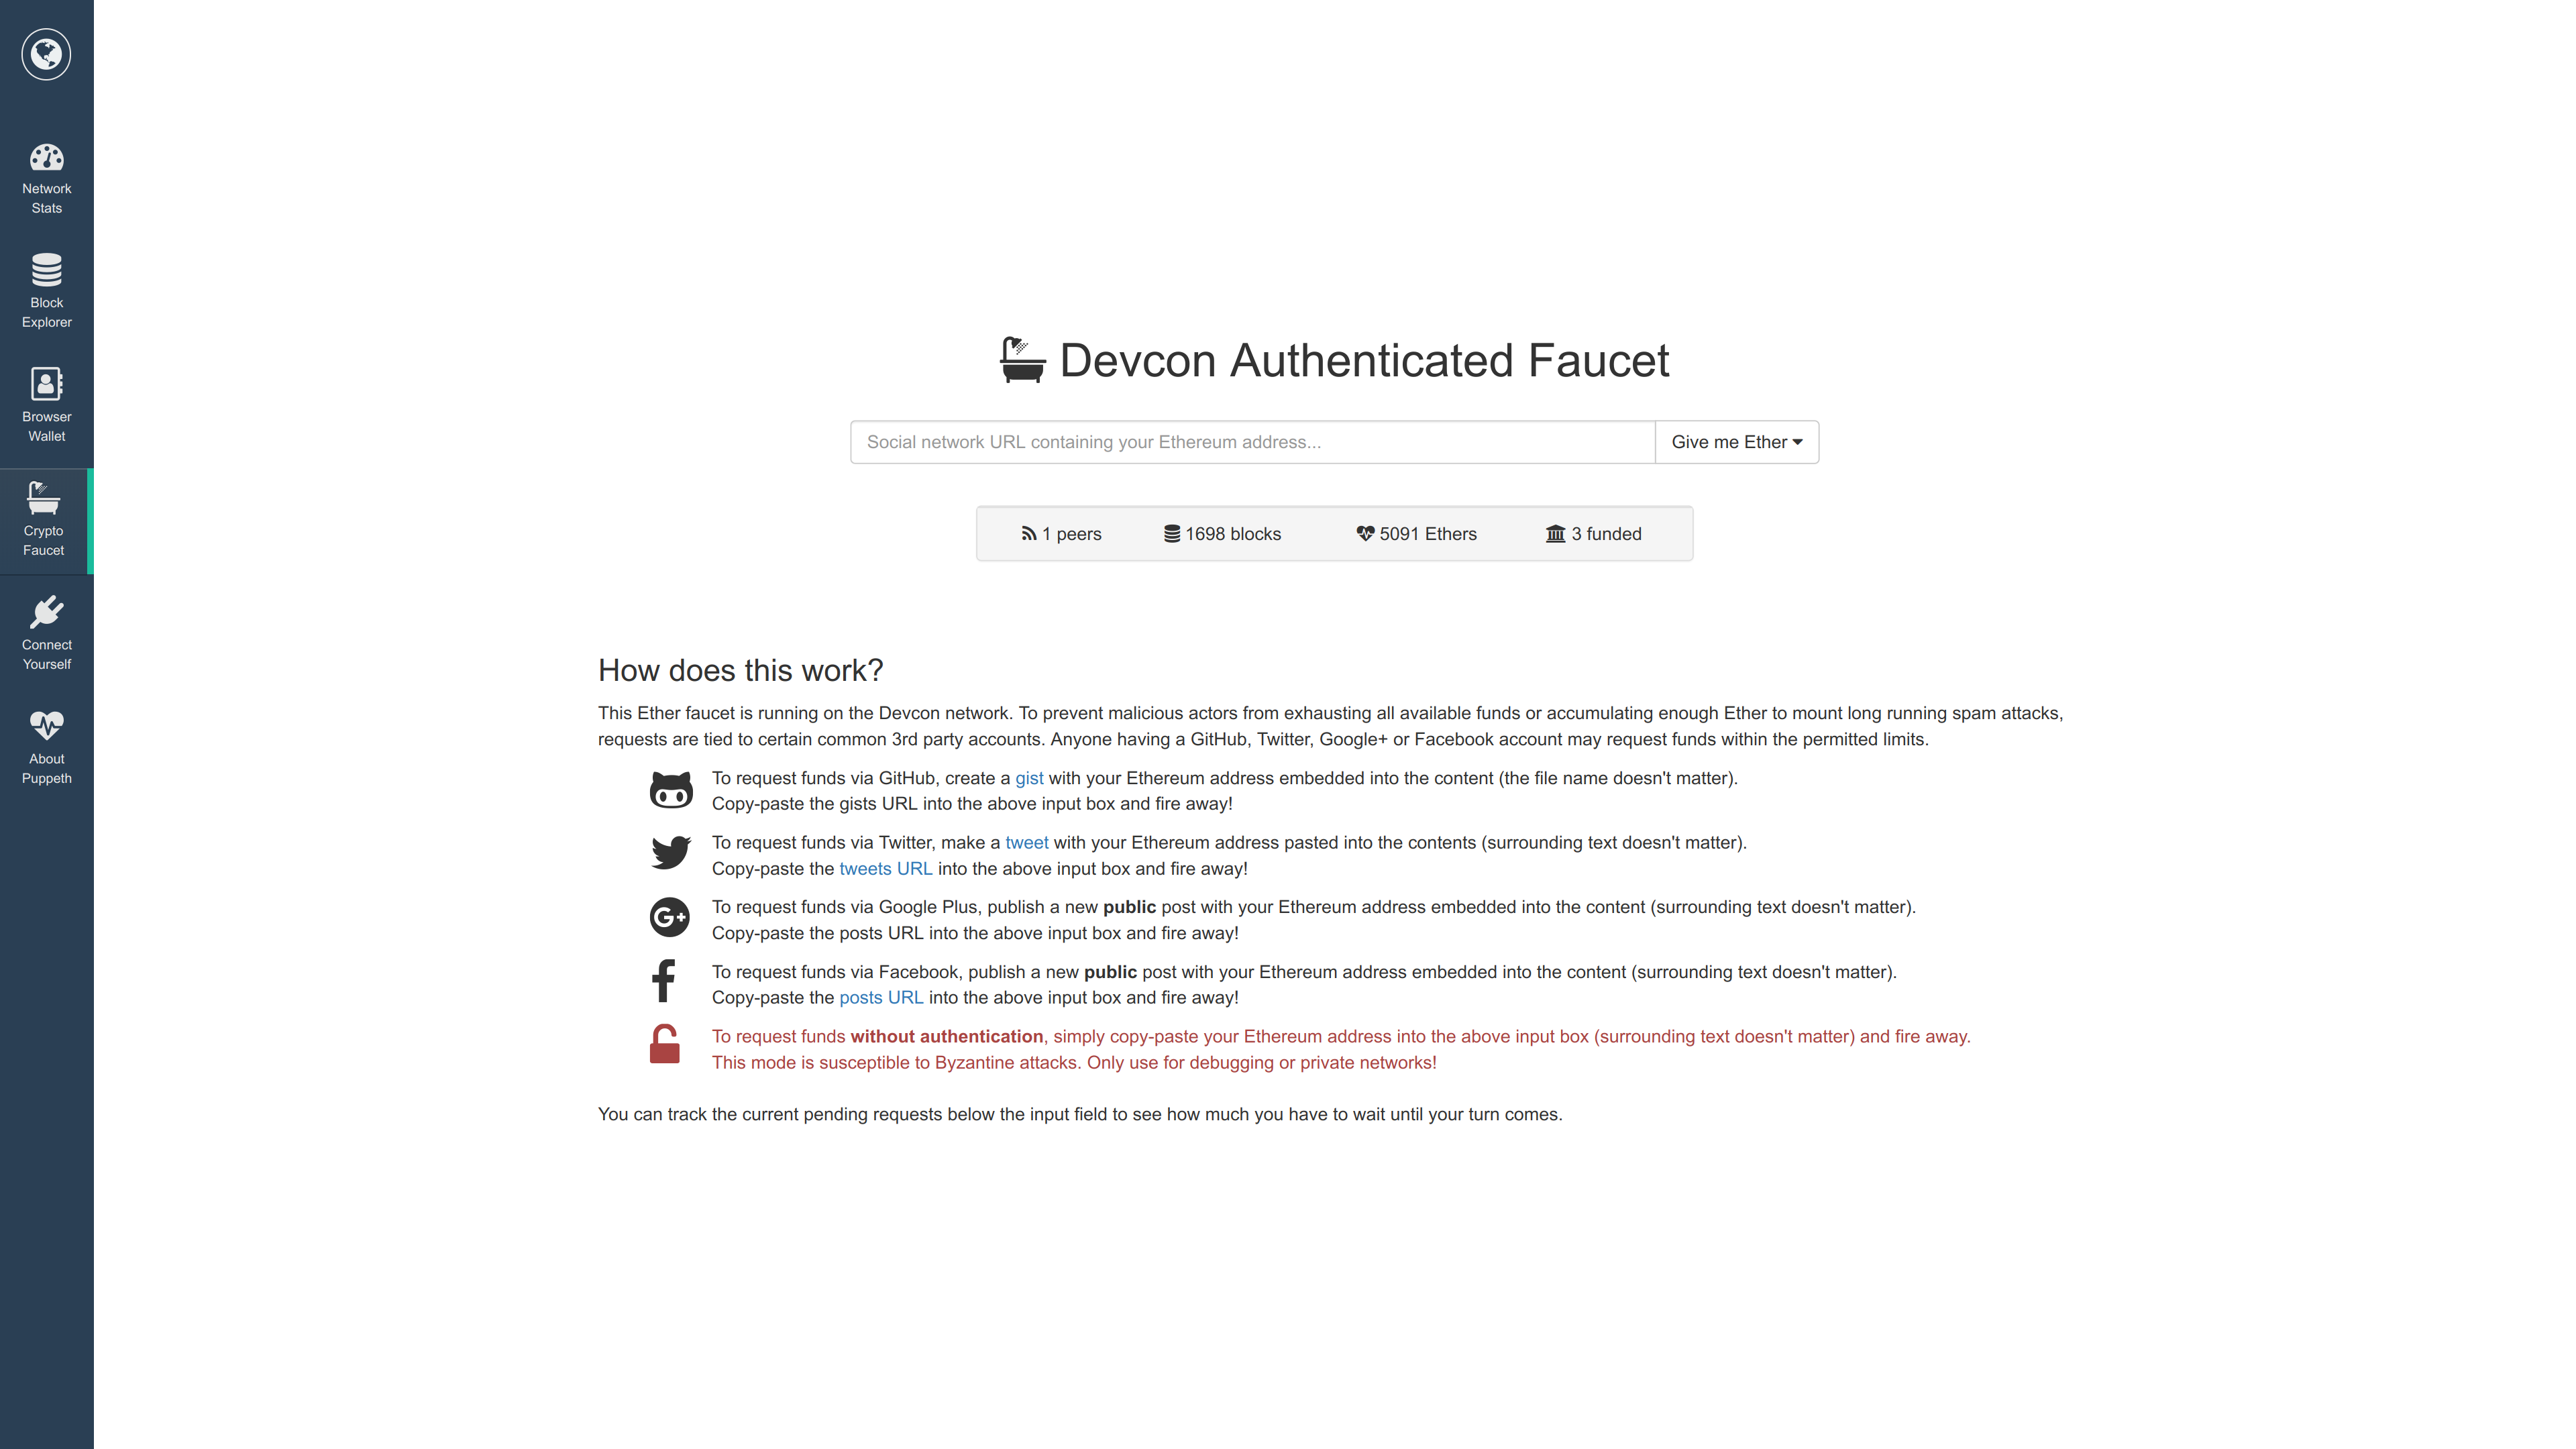 Network
Stats
Block
Explorer
Browser
Wallet
Crypto
Faucet
Connect
Yourself
About
Puppeth
Devcon Authenticated Faucet
Social network URL containing your Ethereum address...
Give me Ether
1 peers
1698 blocks
5091 Ethers
3 funded
How does this work?
This Ether faucet is running on the Devcon network. To prevent malicious actors from exhausting all available funds or accumulating enough Ether to mount long running spam attacks,
requests are tied to certain common 3rd party accounts. Anyone having a GitHub, Twitter, Google+ or Facebook account may request funds within the permitted limits.
To request funds via GitHub, create a gist with your Ethereum address embedded into the content (the file name doesn't matter).
Copy-paste the gists URL into the above input box and fire away!
To request funds via Twitter, make a tweet with your Ethereum address pasted into the contents (surrounding text doesn't matter).
Copy-paste the tweets URL into the above input box and fire away!
G+
To request funds via Google Plus, publish a new public post with your Ethereum address embedded into the content (surrounding text doesn't matter).
Copy-paste the posts URL into the above input box and fire away!
To request funds via Facebook, publish a new public post with your Ethereum address embedded into the content (surrounding text doesn't matter).
Copy-paste the posts URL into the above input box and fire away!
To request funds without authentication, simply copy-paste your Ethereum address into the above input box (surrounding text doesn't matter) and fire away.
This mode is susceptible to Byzantine attacks. Only use for debugging or private networks!
You can track the current pending requests below the input field to see how much you have to wait until your turn comes.